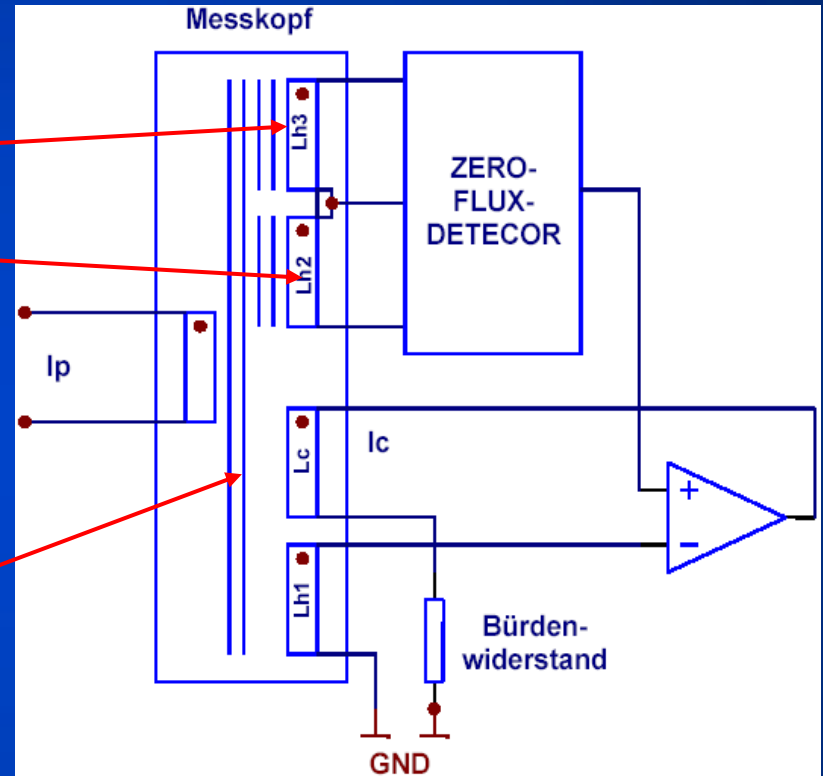 Messkopf
Lh3
ZERO-
FLUX-
DETECOR
Lh2
Ip
Lc
Ic
+
−
Lh1
Bürden-
widerstand
GND